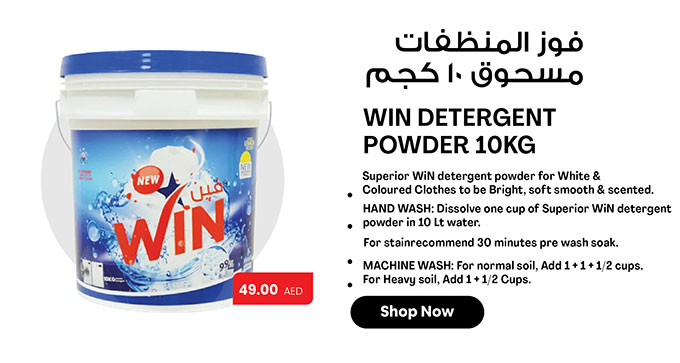 فوز المنظفات
مسحوق ١٠ كجم
WIN DETERGENT
POWDER 10KG
Superior WiN detergent powder for White &
Coloured Clothes to be Bright, soft smooth & scented.
HAND WASH: Dissolve one cup of Superior WiN detergent
powder in 10 Lt water.
For stainrecommend 30 minutes pre wash soak.
MACHINE WASH: For normal soil, Add 1 + 1 + 1/2 cups.
For Heavy soil, Add 1 + 1/2 Cups.
Shop Now
NEW
فين
WiN
49.00 AED